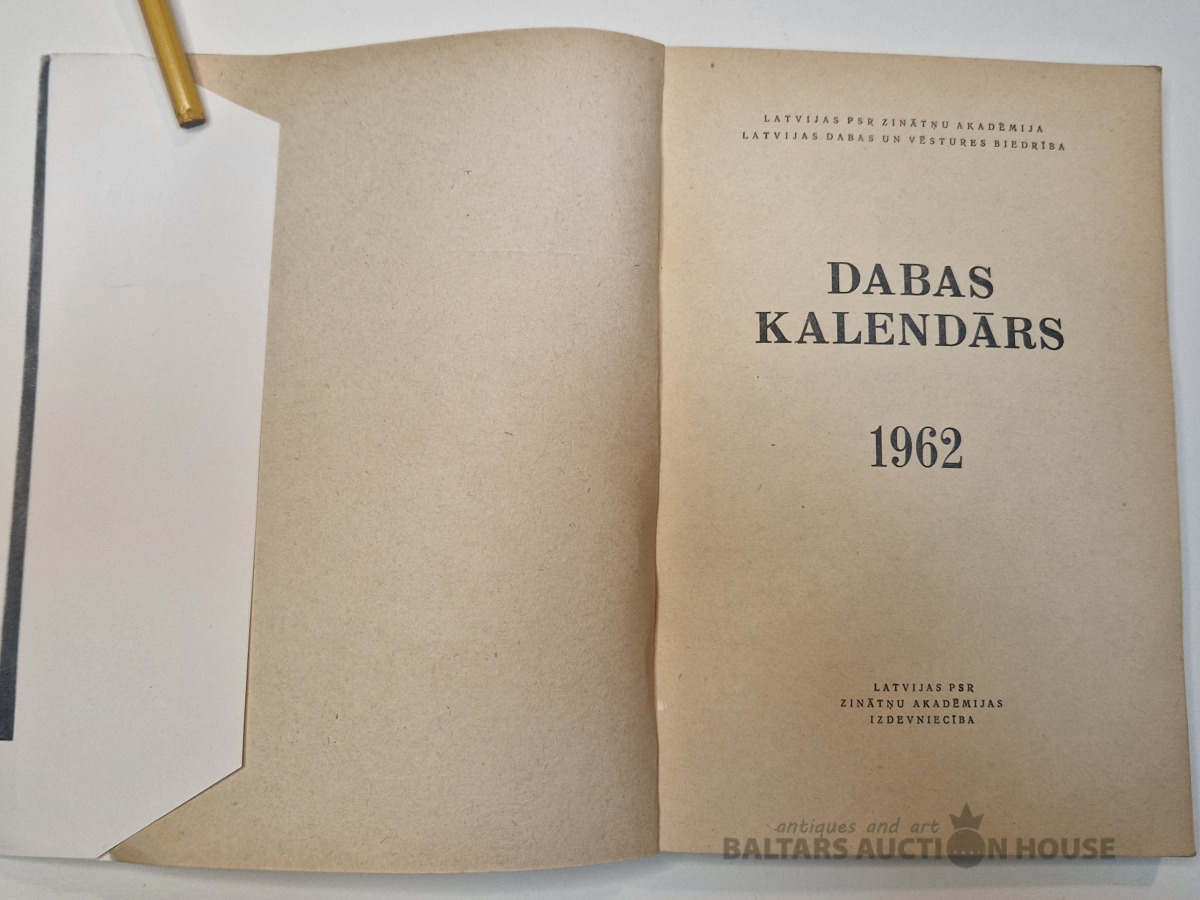 LATVIJAS PSR ZINĀTŅU AKADĒMIJA
LATVIJAS DABAS UN VĒSTURES BIEDRĪBA
DABAS
KALENDĀRS
1962
LATVIJAS PSR
ZINĀTŅU AKADĒMIJAS
IZDEVNIECĪBA
antiques and art
BALTARS AUCTION HOUSE